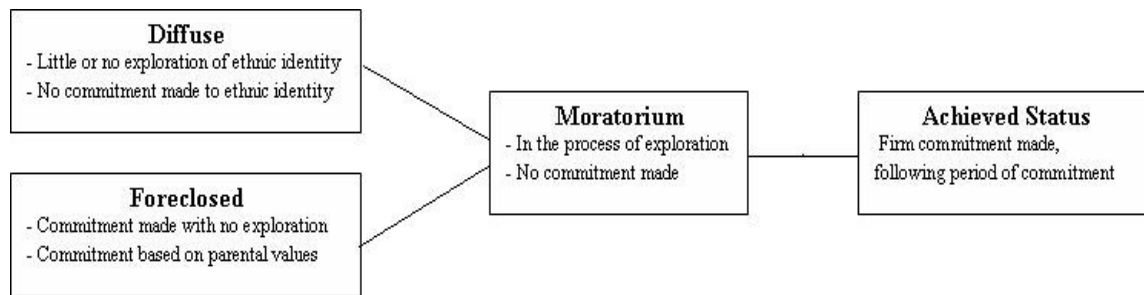 Diffuse
- Little or no exploration of ethnic identity
- No commitment made to ethnic identity
Foreclosed
- Commitment made with no exploration
- Commitment based on parental values
Moratorium
- In the process of exploration
- No commitment made
Achieved Status
Firm commitment made,
following period of commitment